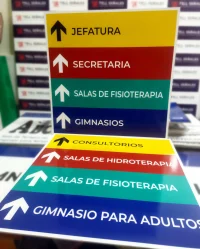 JEFATURA
SECRETARIA
SALAS DE FISIOTERAPIA
GIMNASIOS
CONSULTORIOS
SALAS DE HIDROTERAPIA
SALAS DE FISIOTERAPIA
GIMNASIO PARA ADULTOS